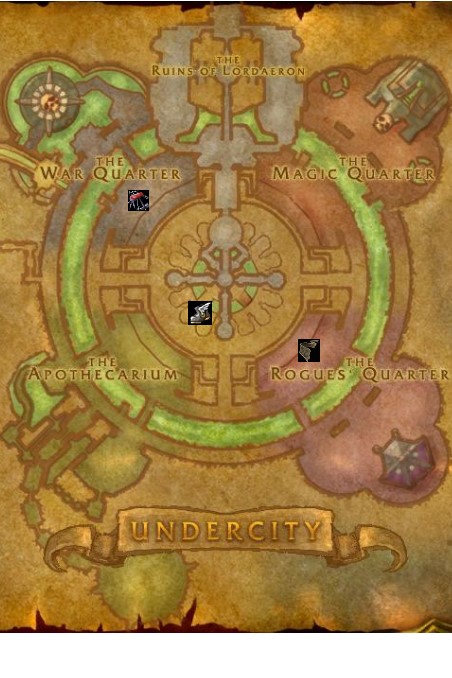 THE
RUINS OF LORDAERON
THE
WAR QUARTER
THE
MAGIC QUARTER
THE
APOTHECARIUM
THE
ROGUES' QUARTER
UNDERCITY